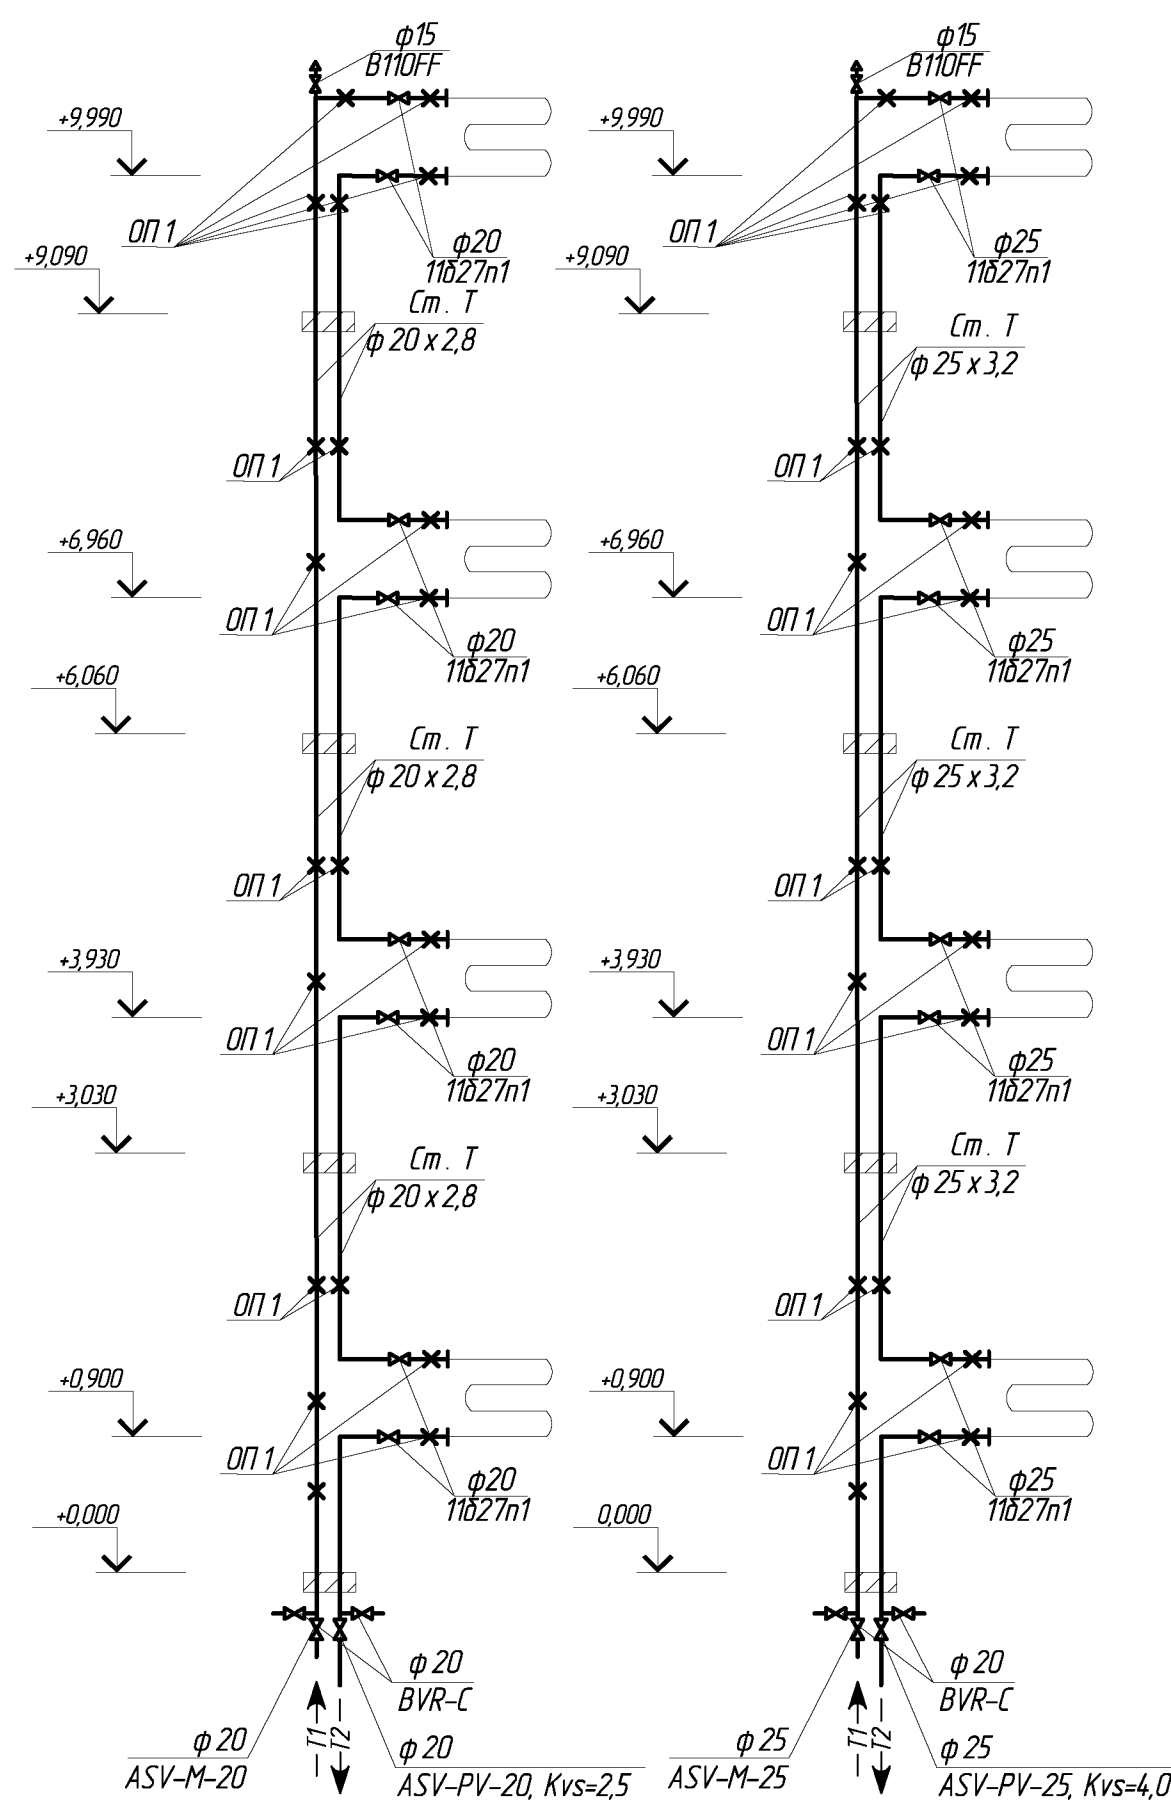 ф15
В110FF
+9,990
ОП 1
ф20
11б27п1
+9,090
Ст. Т
ф 20 х 2,8
ОП 1
+6,960
ОП 1
ф20
11б27п1
+6,060
Ст. Т
ф 20 х 2,8
ОП 1
+3,930
ОП 1
ф20
11б27п1
+3,030
Ст. Т
ф 20 х 2,8
ОП 1
+0,900
ОП 1
ф20
11б27п1
+0,000
ф 20
BVR-C
ф 20
ASV-M-20
Т1
Т2
ф 20
ASV-PV-20, Kvs=2,5
ф15
В110FF
+9,990
ОП 1
ф25
11б27п1
+9,090
Ст. Т
ф 25 х 3,2
ОП 1
+6,960
ОП 1
ф25
11б27п1
+6,060
Ст. Т
ф 25 х 3,2
ОП 1
+3,930
ОП 1
ф25
11б27п1
+3,030
Ст. Т
ф 25 х 3,2
ОП 1
+0,900
ОП 1
ф25
11б27п1
0,000
ф 20
BVR-C
ф 25
ASV-M-25
Т1
Т2
ф 25
ASV-PV-25, Kvs=4,0